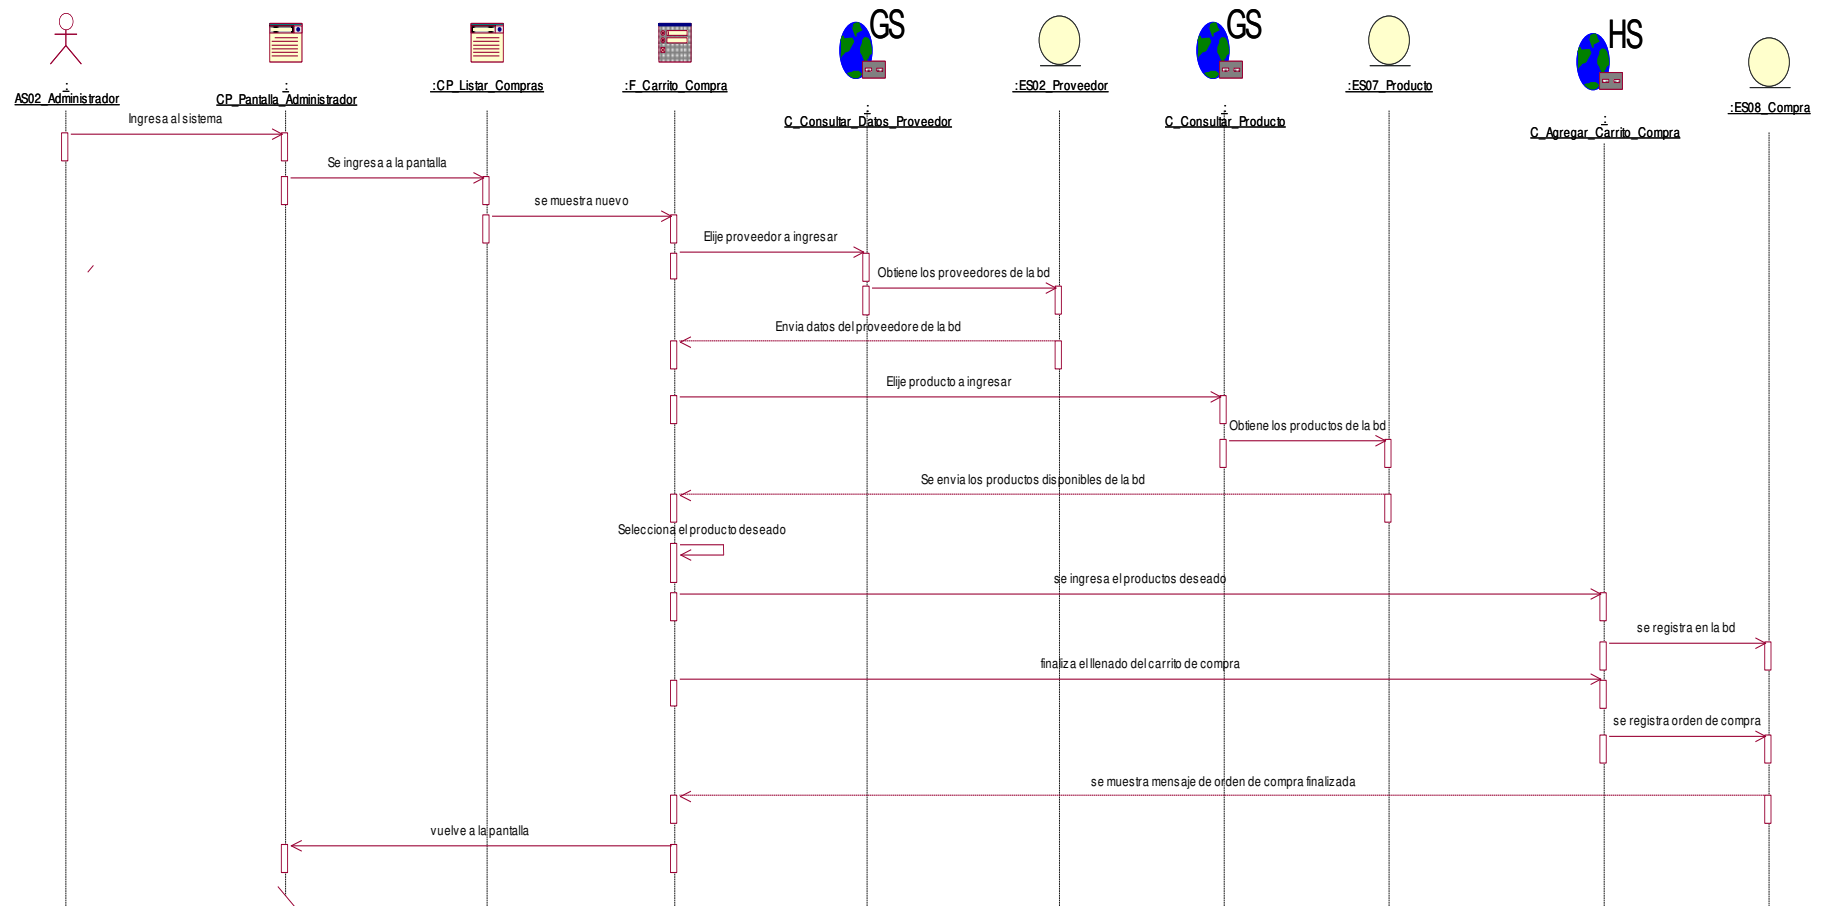 GS
GS
HS
:
AS02_Administrador
:
CP_Pantalla_Administrador
:CP_Listar_Compras
:F_Carrito_Compra
:
C_Consultar_Datos_Proveedor
:ES02_Proveedor
:
C_Consultar_Producto
:ES07_Producto
:
C_Agregar_Carrito_Compra
:ES08_Compra
Ingresa al sistema
Se ingresa a la pantalla
se muestra nuevo
Elije proveedor a ingresar
Obtiene los proveedores de la bd
Envia datos del proveedore de la bd
Elije producto a ingresar
Obtiene los productos de la bd
Se envia los productos disponibles de la bd
Selecciona el producto deseado
se ingresa el productos deseado
se registra en la bd
finaliza el llenado del carrito de compra
se registra orden de compra
se muestra mensaje de orden de compra finalizada
vuelve a la pantalla